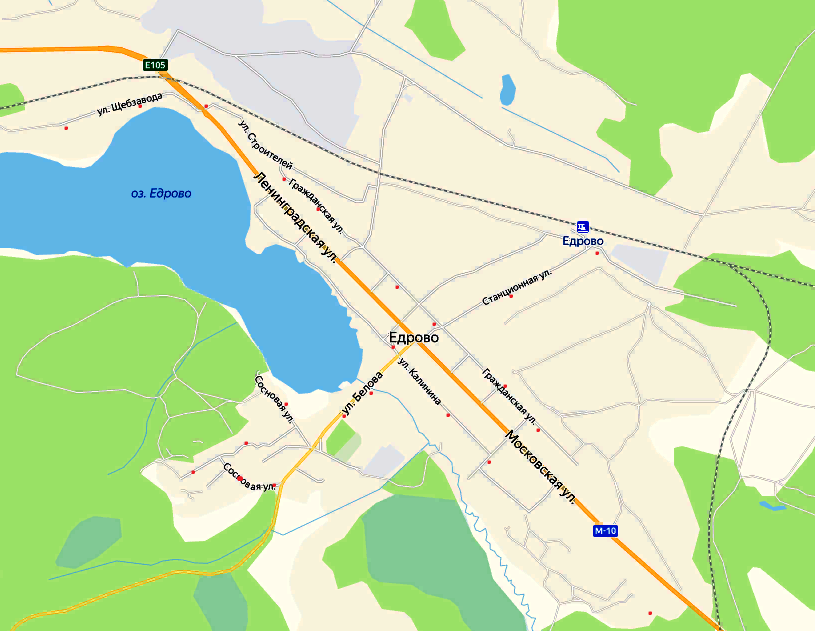 E105
ул. Щебзавода
ул. Строителей
оз. Едрово
Гражданская ул.
Ленинградская ул.
Едрово
Станционная ул.
Едрово
ул. Калинина
Гражданская ул.
ул. Белова
Сосновая ул.
Московская ул.
Сосновая ул.
М-10